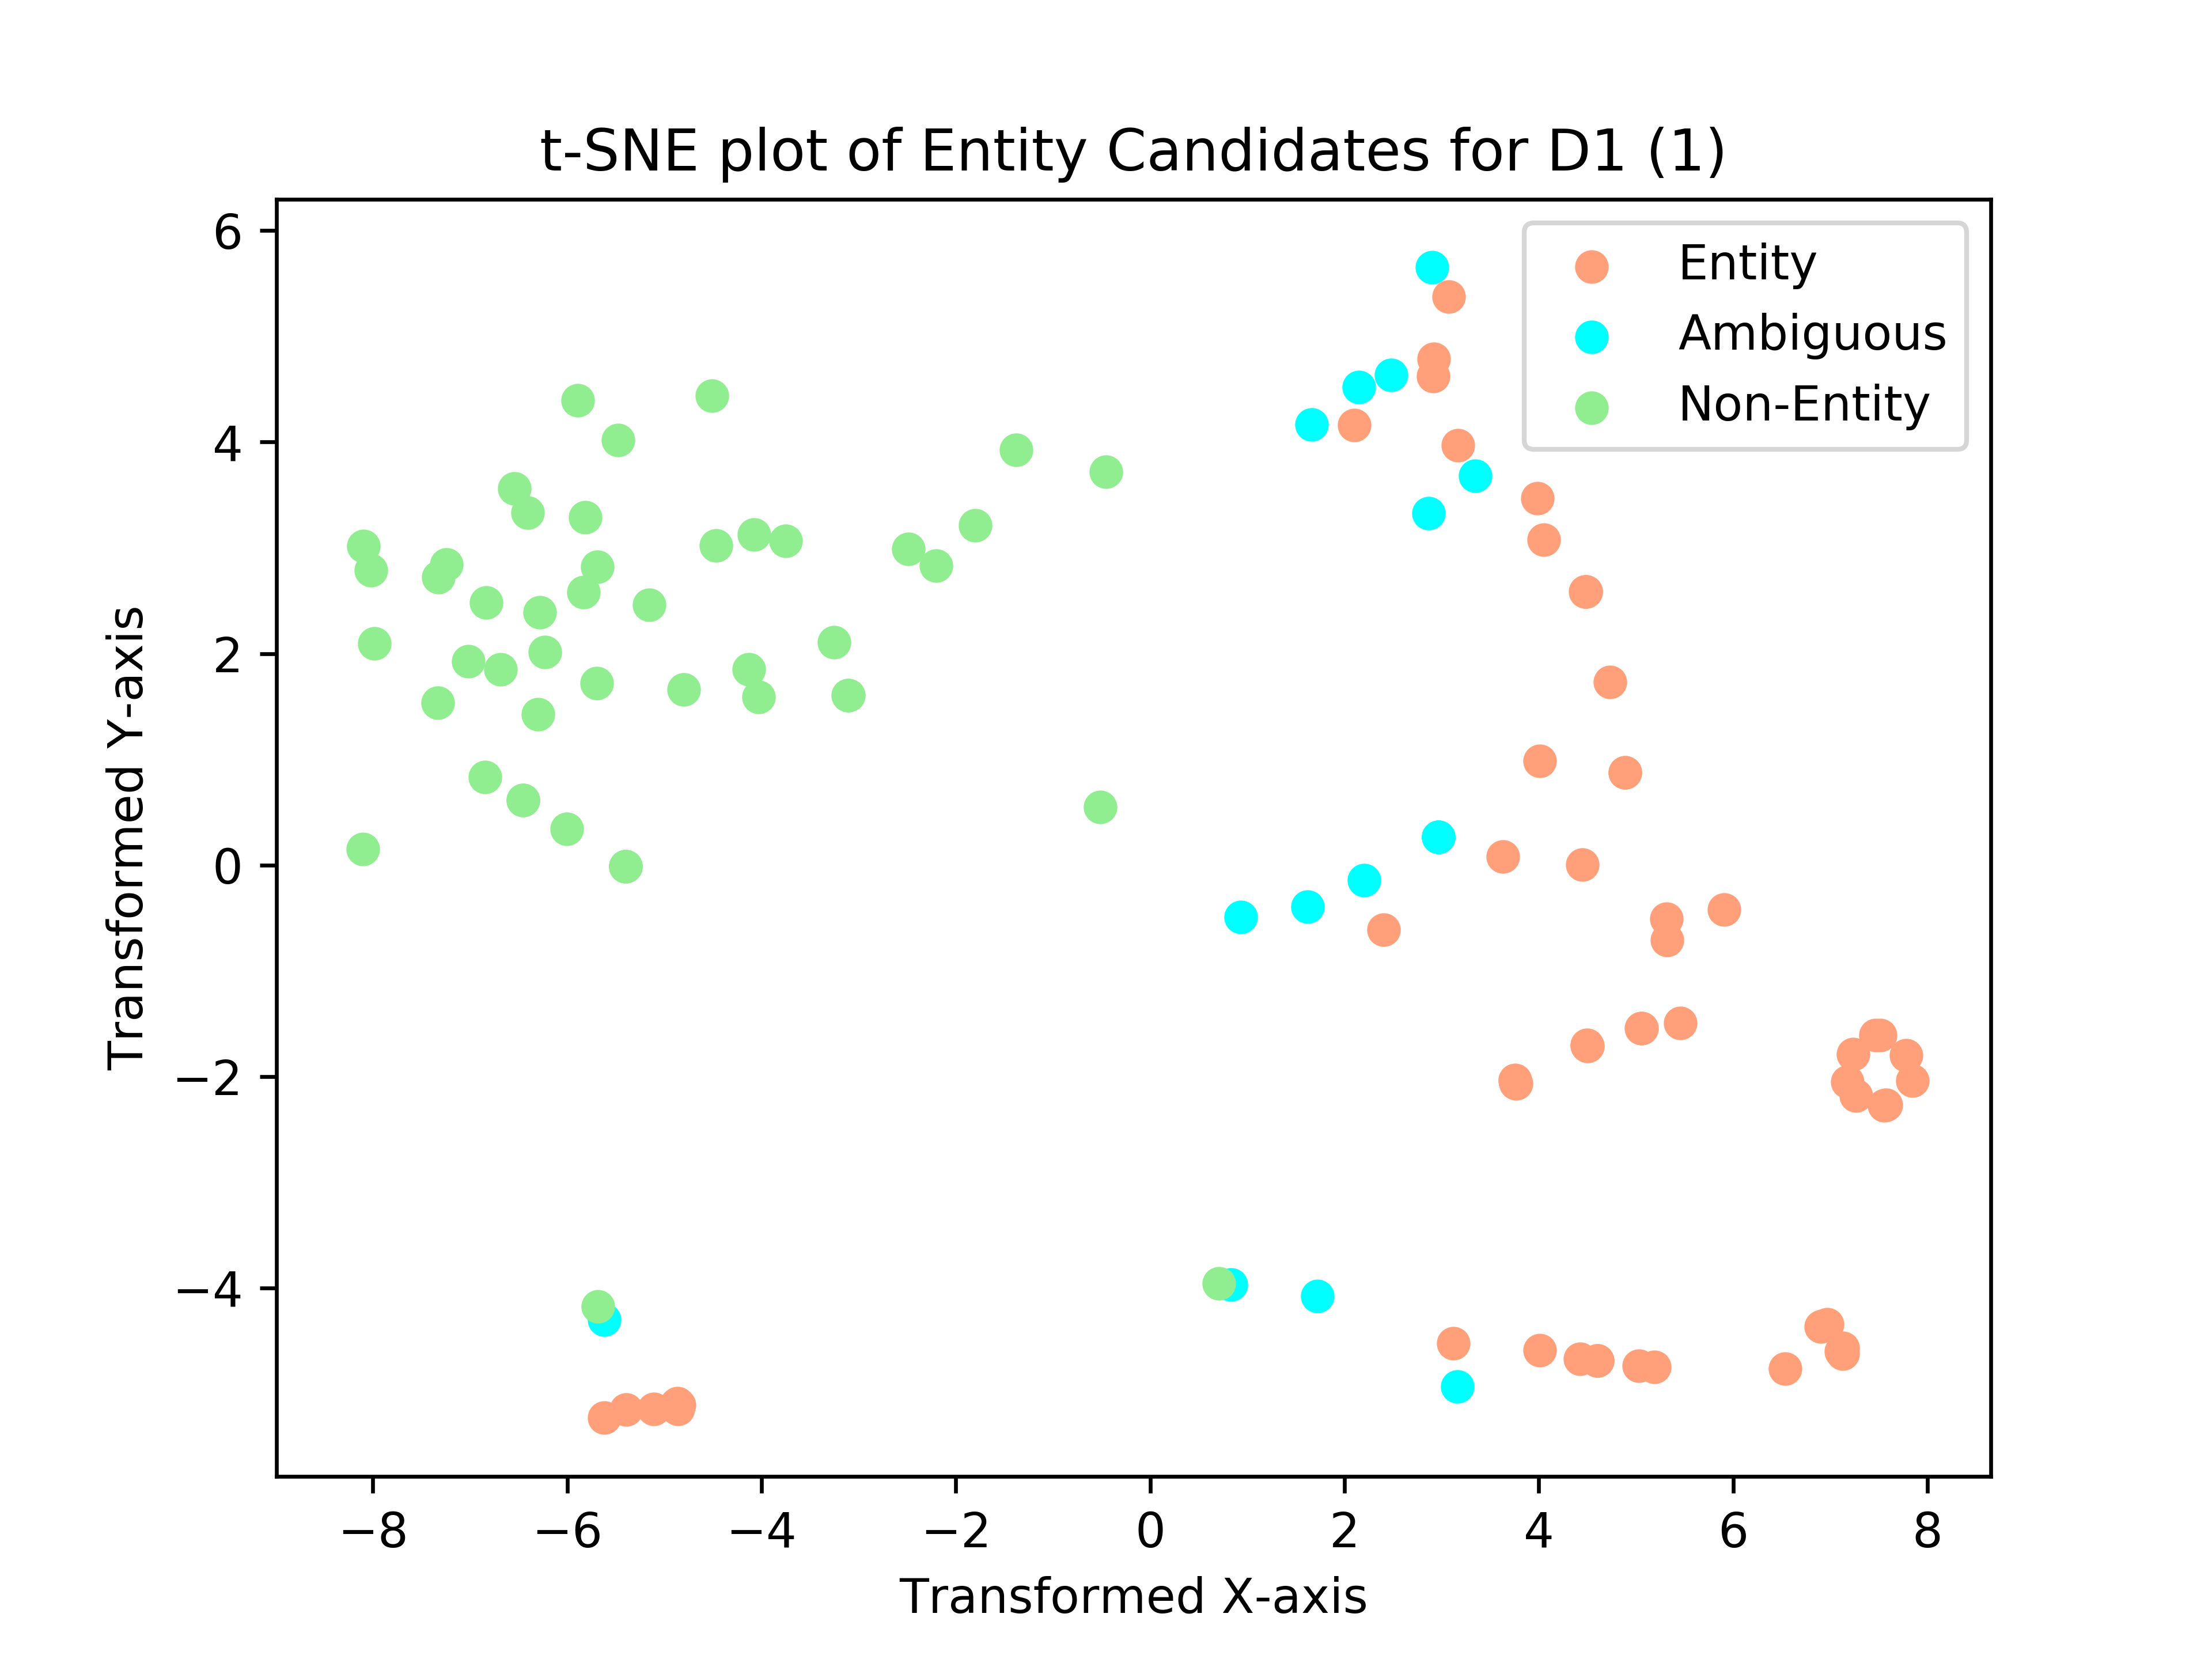 t-SNE plot of Entity Candidates for D1 (1)
Entity
Ambiguous
Non-Entity
Transformed Y-axis
6
4
2
0
−2
−4
−8 −6 −4 −2 0 2 4 6 8
Transformed X-axis